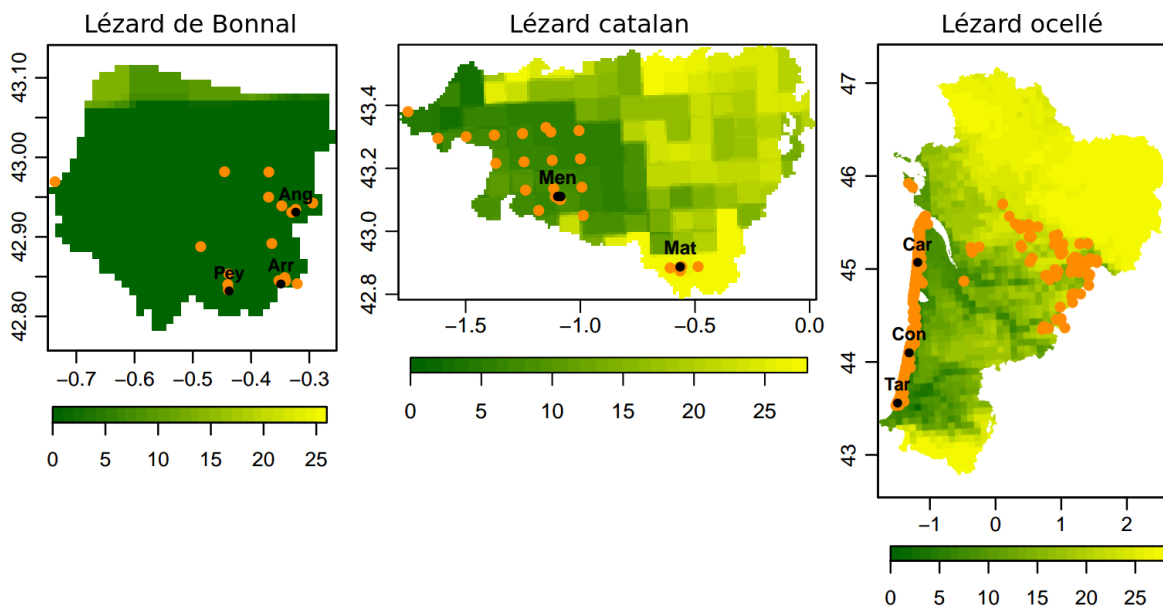 Lézard de Bonnal
43.10
43.00
42.90
42.80
Ang
Arr
Pey
−0.7 −0.6 −0.5 −0.4 −0.3
0 5 10 15 20 25
Lézard catalan
43.4
43.2
43.0
42.8
Men
Mat
−1.5 −1.0 −0.5 0.0
0 5 10 15 20 25
Lézard ocellé
47
46
45
44
43
Car
Con
Tar
−1 0 1 2
0 5 10 15 20 25